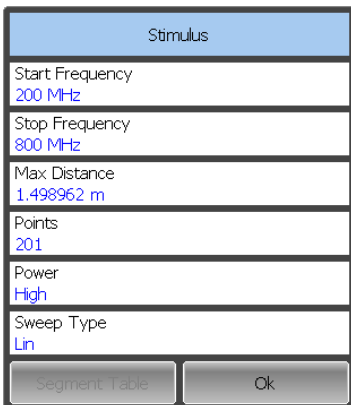 Stimulus
Start Frequency
200 MHz
Stop Frequency
800 MHz
Max Distance
1.498962 m
Points
201
Power
High
Sweep Type
Lin
Segment Table
Ok